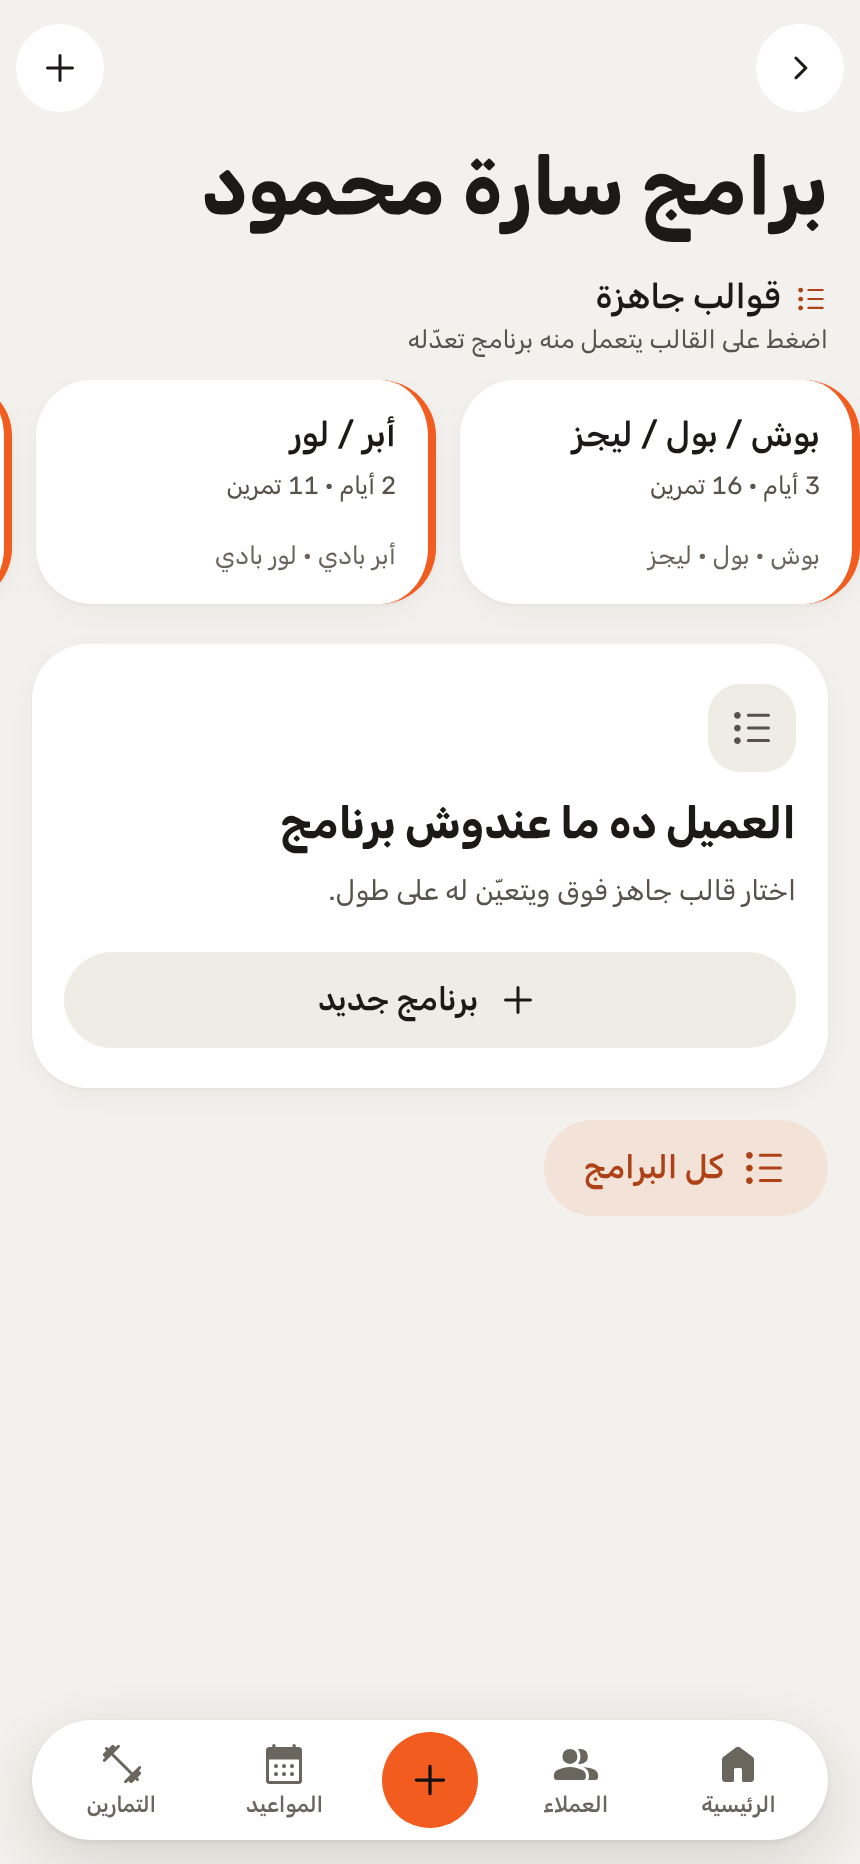 برامج سارة محمود
قوالب جاهزة
اضغط على القالب يتعمل منه برنامج تعدّله
بوش / بول / ليجز
3 أيام • 16 تمرين
بوش • بول • ليجز
أبر / لور
2 أيام • 11 تمرين
أبر بادي • لور بادي
العميل ده ما عندوش برنامج
اختار قالب جاهز فوق ويتعيّن له على طول.
برنامج جديد
كل البرامج
الرئيسية
العملاء
المواعيد
التمارين